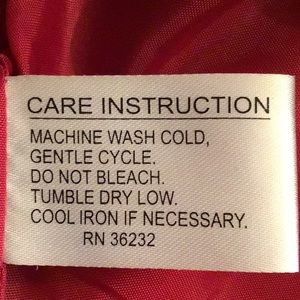 CARE INSTRUCTION
MACHINE WASH COLD,
GENTLE CYCLE.
DO NOT BLEACH.
TUMBLE DRY LOW.
COOL IRON IF NECESSARY.
RN 36232